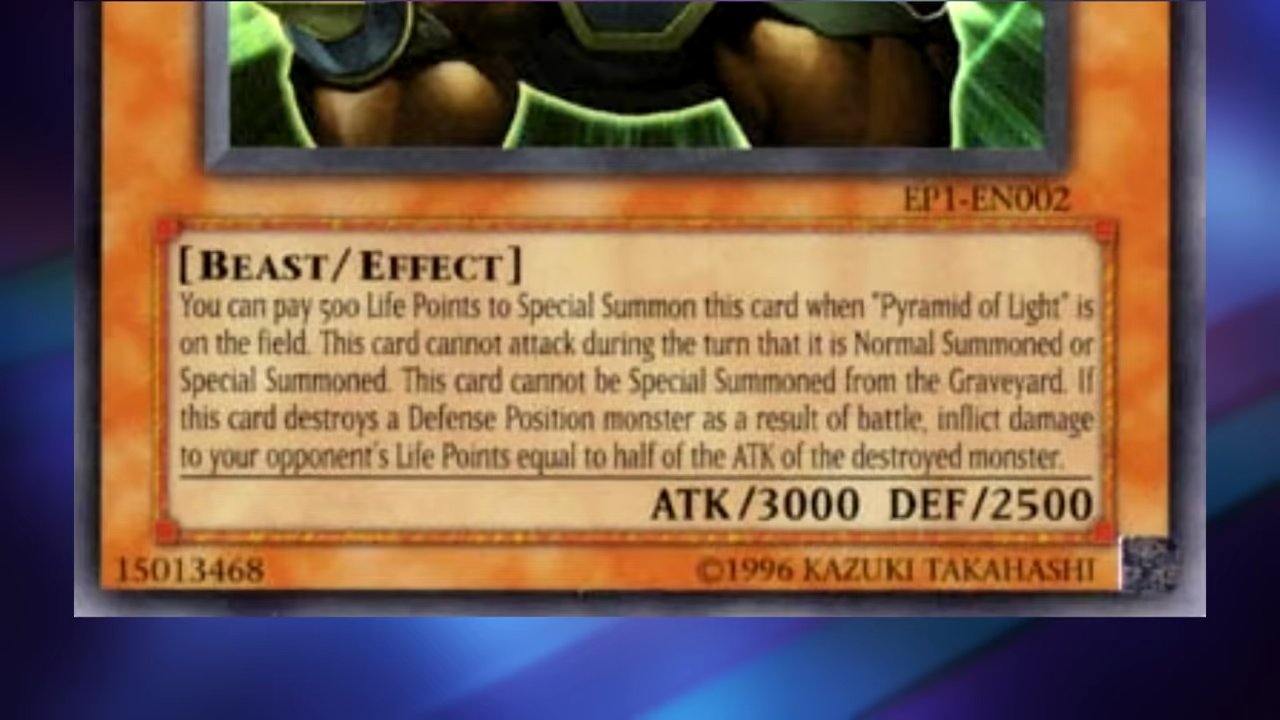 EP1-EN002
[BEAST/EFFECT]
You can pay 500 Life Points to Special Summon this card when "Pyramid of Light" is
on the field. This card cannot attack during the turn that it is Normal Summoned or
Special Summoned. This card cannot be Special Summoned from the Graveyard. If
this card destroys a Defense Position monster as a result of battle, inflict damage
to your opponent's Life Points equal to half of the ATK of the destroyed monster.
ATK/3000 DEF/2500
15013468 ©1996 KAZUKI TAKAHASHI